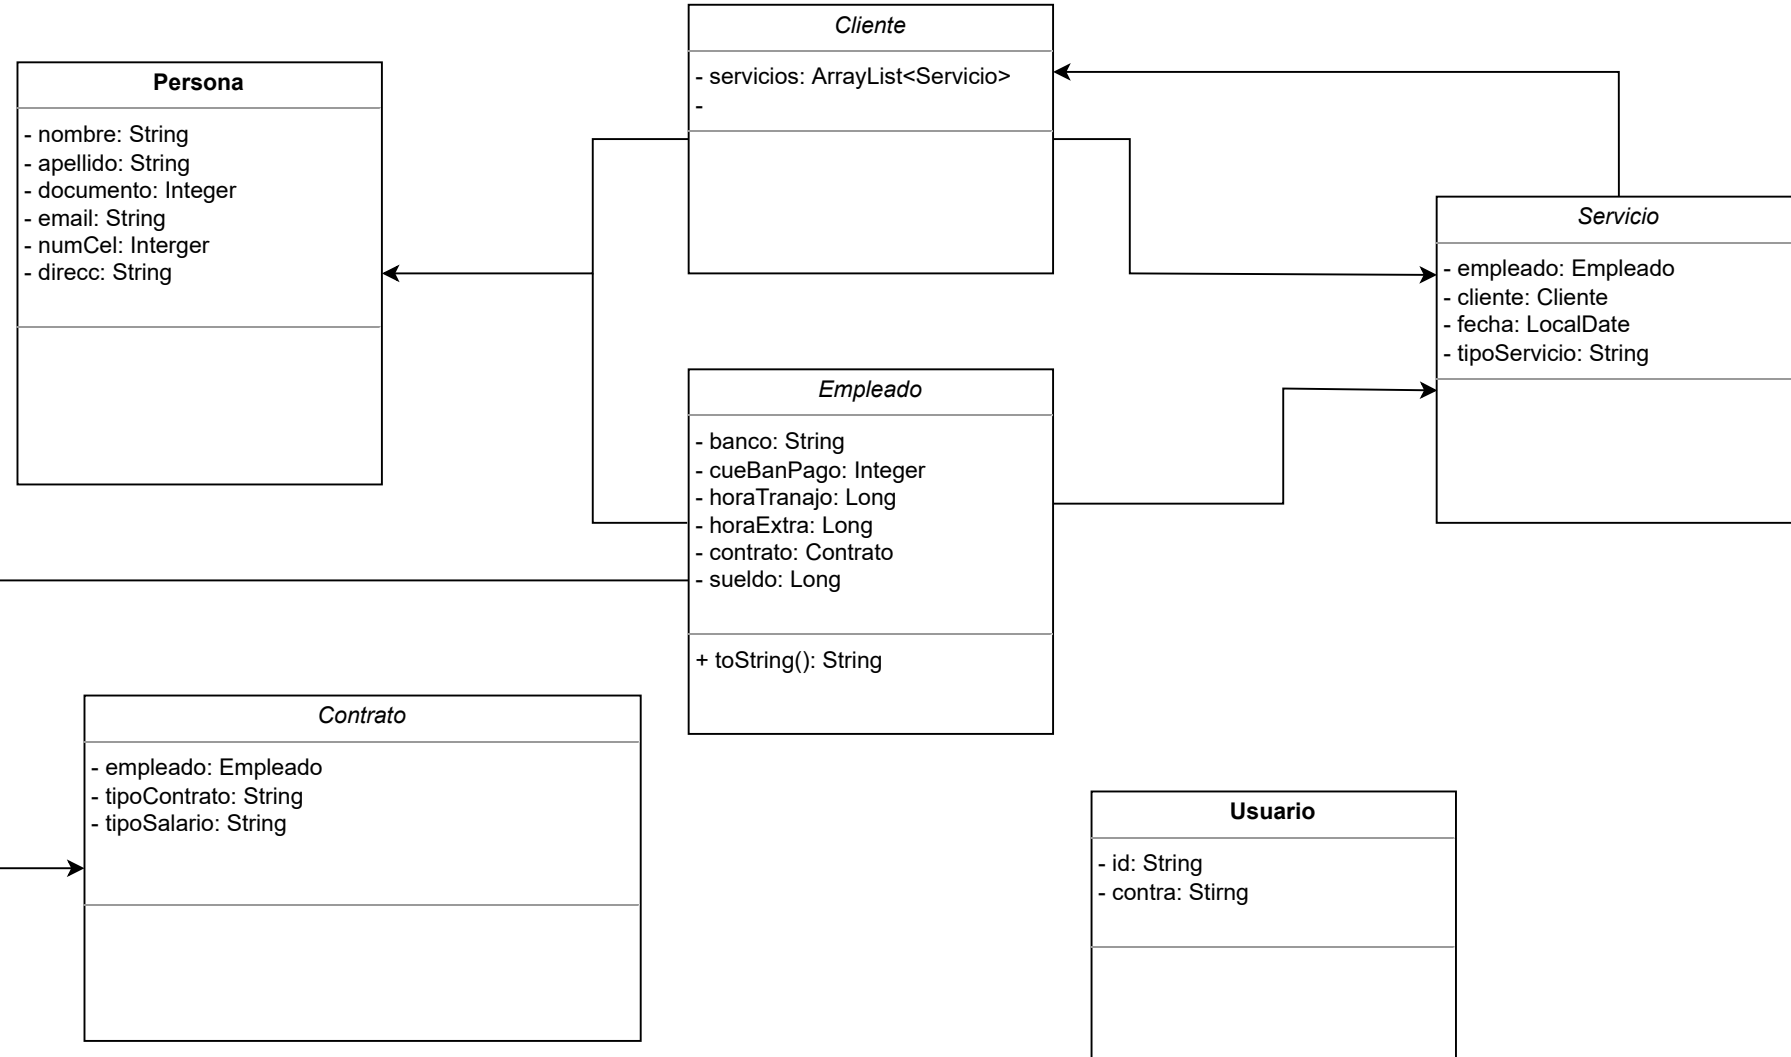 Persona
- nombre: String
- apellido: String
- documento: Integer
- email: String
- numCel: Interger
- direcc: String
Cliente
- servicios: ArrayList<Servicio>
-
Servicio
- empleado: Empleado
- cliente: Cliente
- fecha: LocalDate
- tipoServicio: String
Empleado
- banco: String
- cueBanPago: Integer
- horaTranajo: Long
- horaExtra: Long
- contrato: Contrato
- sueldo: Long
+ toString(): String
Contrato
- empleado: Empleado
- tipoContrato: String
- tipoSalario: String
Usuario
- id: String
- contra: Stirng